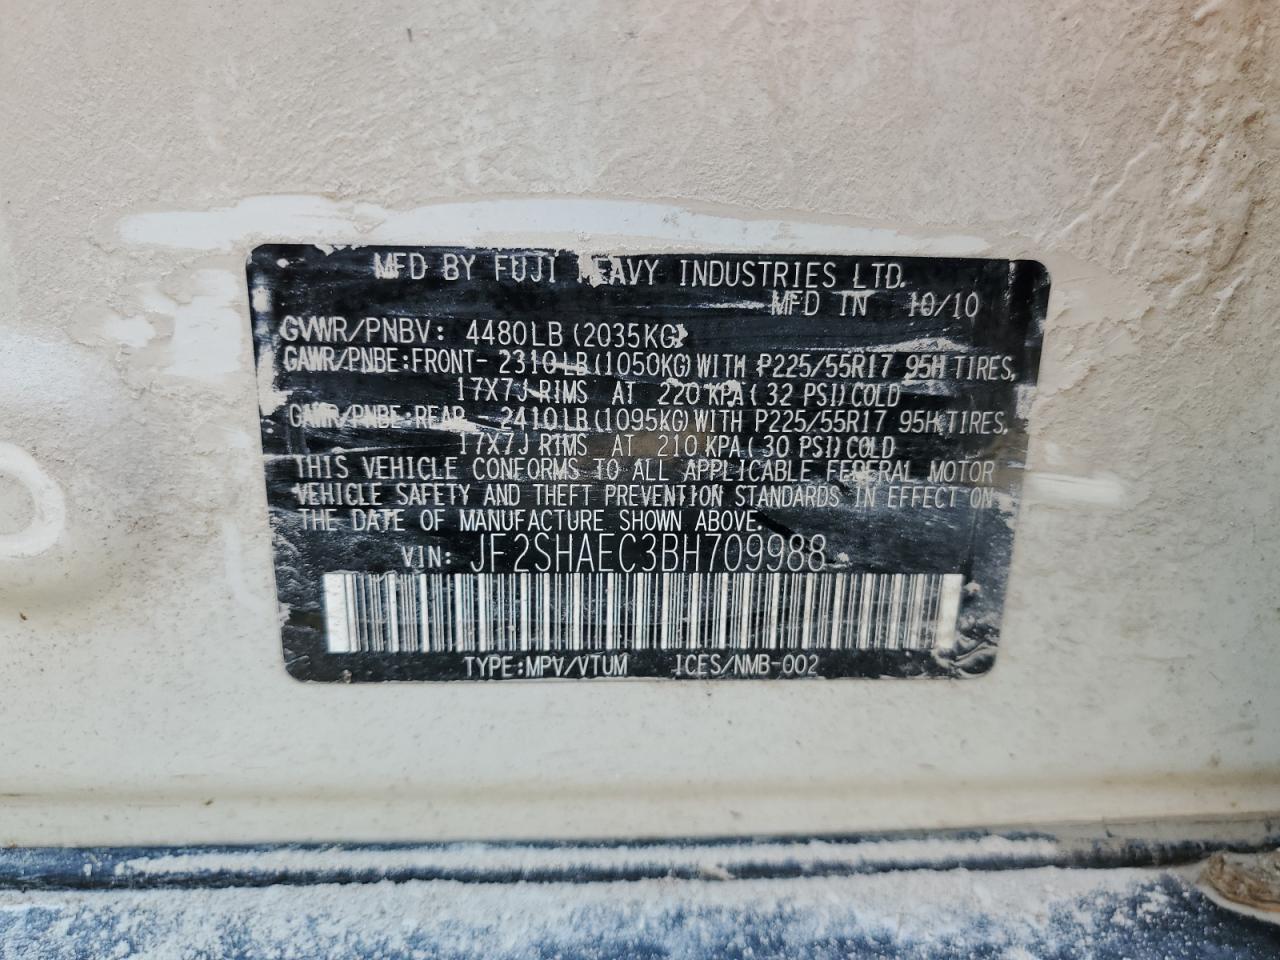 MFD BY FUJI HEAVY INDUSTRIES LTD.
MFD IN 10/10
GVWR/PNBV: 4480LB (2035KG)
GAWR/PNBE:FRONT- 2310 LB(1050KG) WITH P225/55R17 95H TIRES,
17X7J RIMS AT 220 KPA( 32 PSI) COLD
GAWR/PNBE:REAR - 2410 LB(1095KG) WITH P225/55R17 95H TIRES,
17X7J RIMS AT 210 KPA( 30 PSI) COLD
THIS VEHICLE CONFORMS TO ALL APPLICABLE FEDERAL MOTOR
VEHICLE SAFETY AND THEFT PREVENTION STANDARDS IN EFFECT ON
THE DATE OF MANUFACTURE SHOWN ABOVE.
VIN: JF2SHAEC3BH709988
TYPE:MPV/VTUM ICES/NMB-002